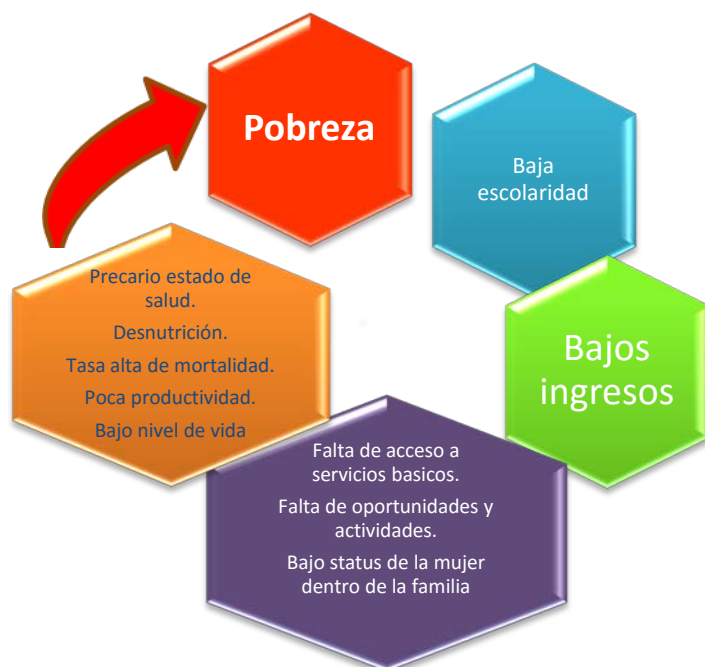 Pobreza
Baja
escolaridad
Bajos
ingresos
Falta de acceso a
servicios basicos.
Falta de oportunidades y
actividades.
Bajo status de la mujer
dentro de la familia
Precario estado de
salud.
Desnutrición.
Tasa alta de mortalidad.
Poca productividad.
Bajo nivel de vida